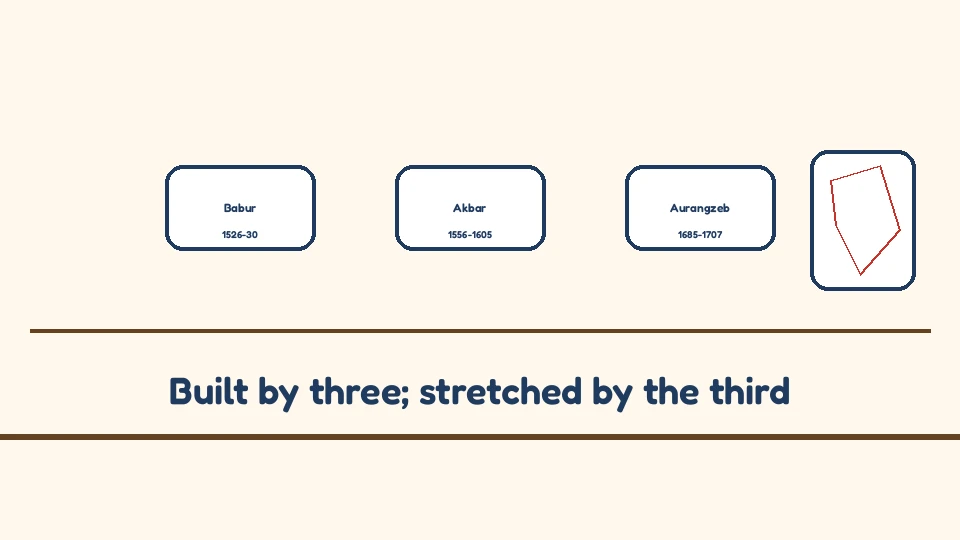 Babur
1526-30
Akbar
1556-1605
Aurangzeb
1685-1707
Built by three; stretched by the third